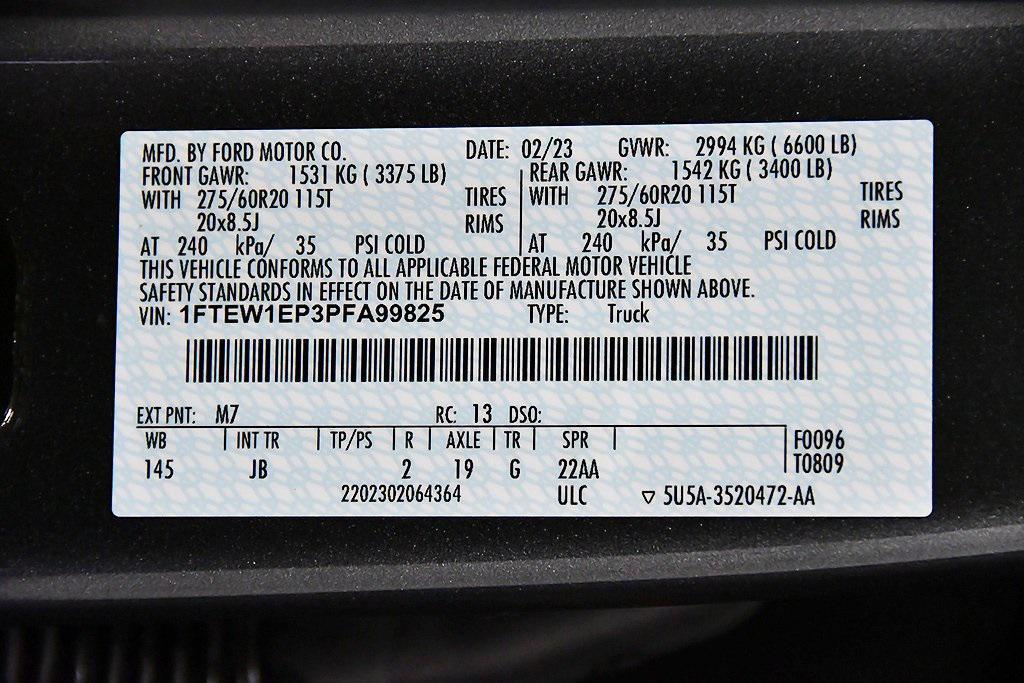 MFD. BY FORD MOTOR CO. DATE: 02/23 GVWR: 2994 KG ( 6600 LB)
FRONT GAWR: 1531 KG ( 3375 LB) REAR GAWR: 1542 KG ( 3400 LB)
WITH 275/60R20 115T TIRES WITH 275/60R20 115T TIRES
20x8.5J RIMS 20x8.5J RIMS
AT 240 kPa/ 35 PSI COLD AT 240 kPa/ 35 PSI COLD
THIS VEHICLE CONFORMS TO ALL APPLICABLE FEDERAL MOTOR VEHICLE
SAFETY STANDARDS IN EFFECT ON THE DATE OF MANUFACTURE SHOWN ABOVE.
VIN: 1FTEW1EP3PFA99825 TYPE: Truck
EXT PNT: M7 RC: 13 DSO:
WB INT TR TP/PS R AXLE TR SPR F0096
145 JB 2 19 G 22AA T0809
2202302064364 ULC ▽ 5U5A-3520472-AA